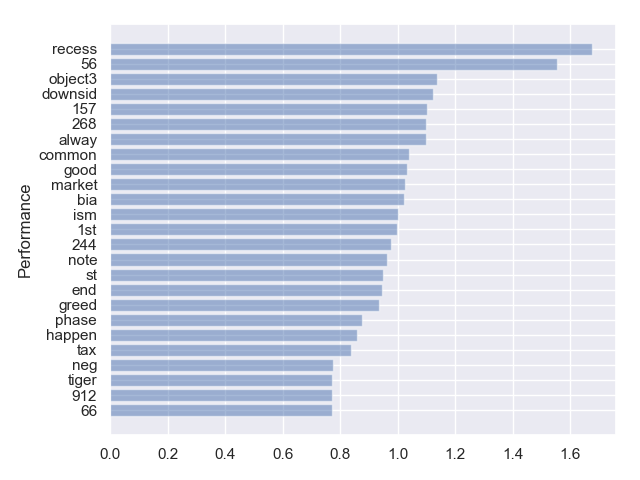 recess
56
object3
downsid
157
268
alway
common
good
market
bia
ism
1st
244
note
st
end
greed
phase
happen
tax
neg
tiger
912
66
Performance
0.0 0.2 0.4 0.6 0.8 1.0 1.2 1.4 1.6